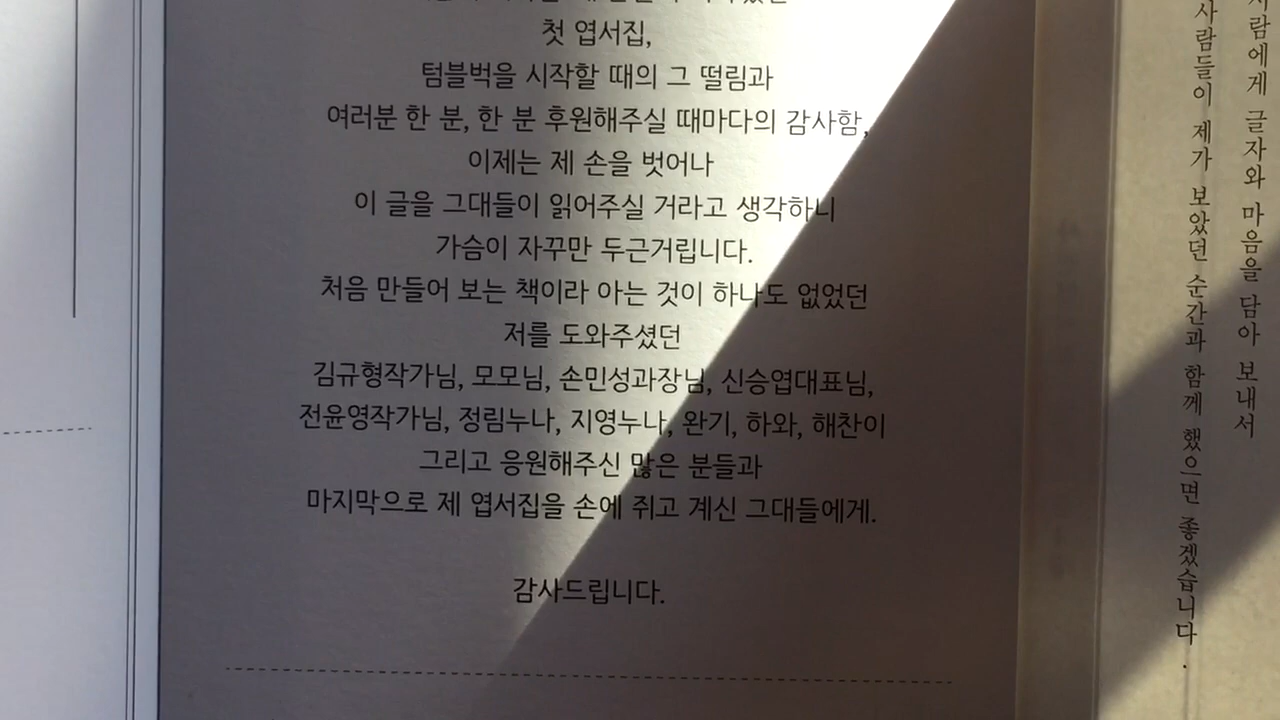 첫 엽서집,
텀블벅을 시작할 때의 그 떨림과
여러분 한 분, 한 분 후원해주실 때마다의 감사함,
이제는 제 손을 벗어나
이 글을 그대들이 읽어주실 거라고 생각하니
가슴이 자꾸만 두근거립니다.
처음 만들어 보는 책이라 아는 것이 하나도 없었던
저를 도와주셨던
김규형작가님, 모모님, 손민성과장님, 신승엽대표님,
전윤영작가님, 정림누나, 지영누나, 완기, 하와, 해찬이
그리고 응원해주신 많은 분들과
마지막으로 제 엽서집을 손에 쥐고 계신 그대들에게.
감사드립니다.
사람에게 글자와 마음을 담아 보내서
사람들이 제가 보았던 순간과 함께 했으면 좋겠습니다.